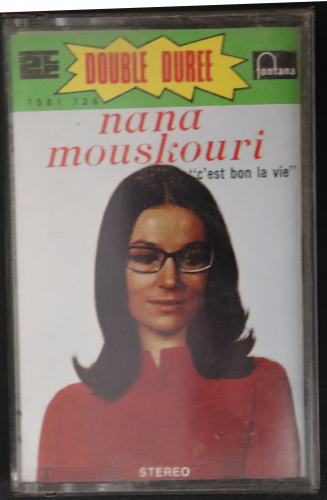 DOUBLE DUREE
fontana
7581 726
nana
mouskouri
"c'est bon la vie"
STEREO